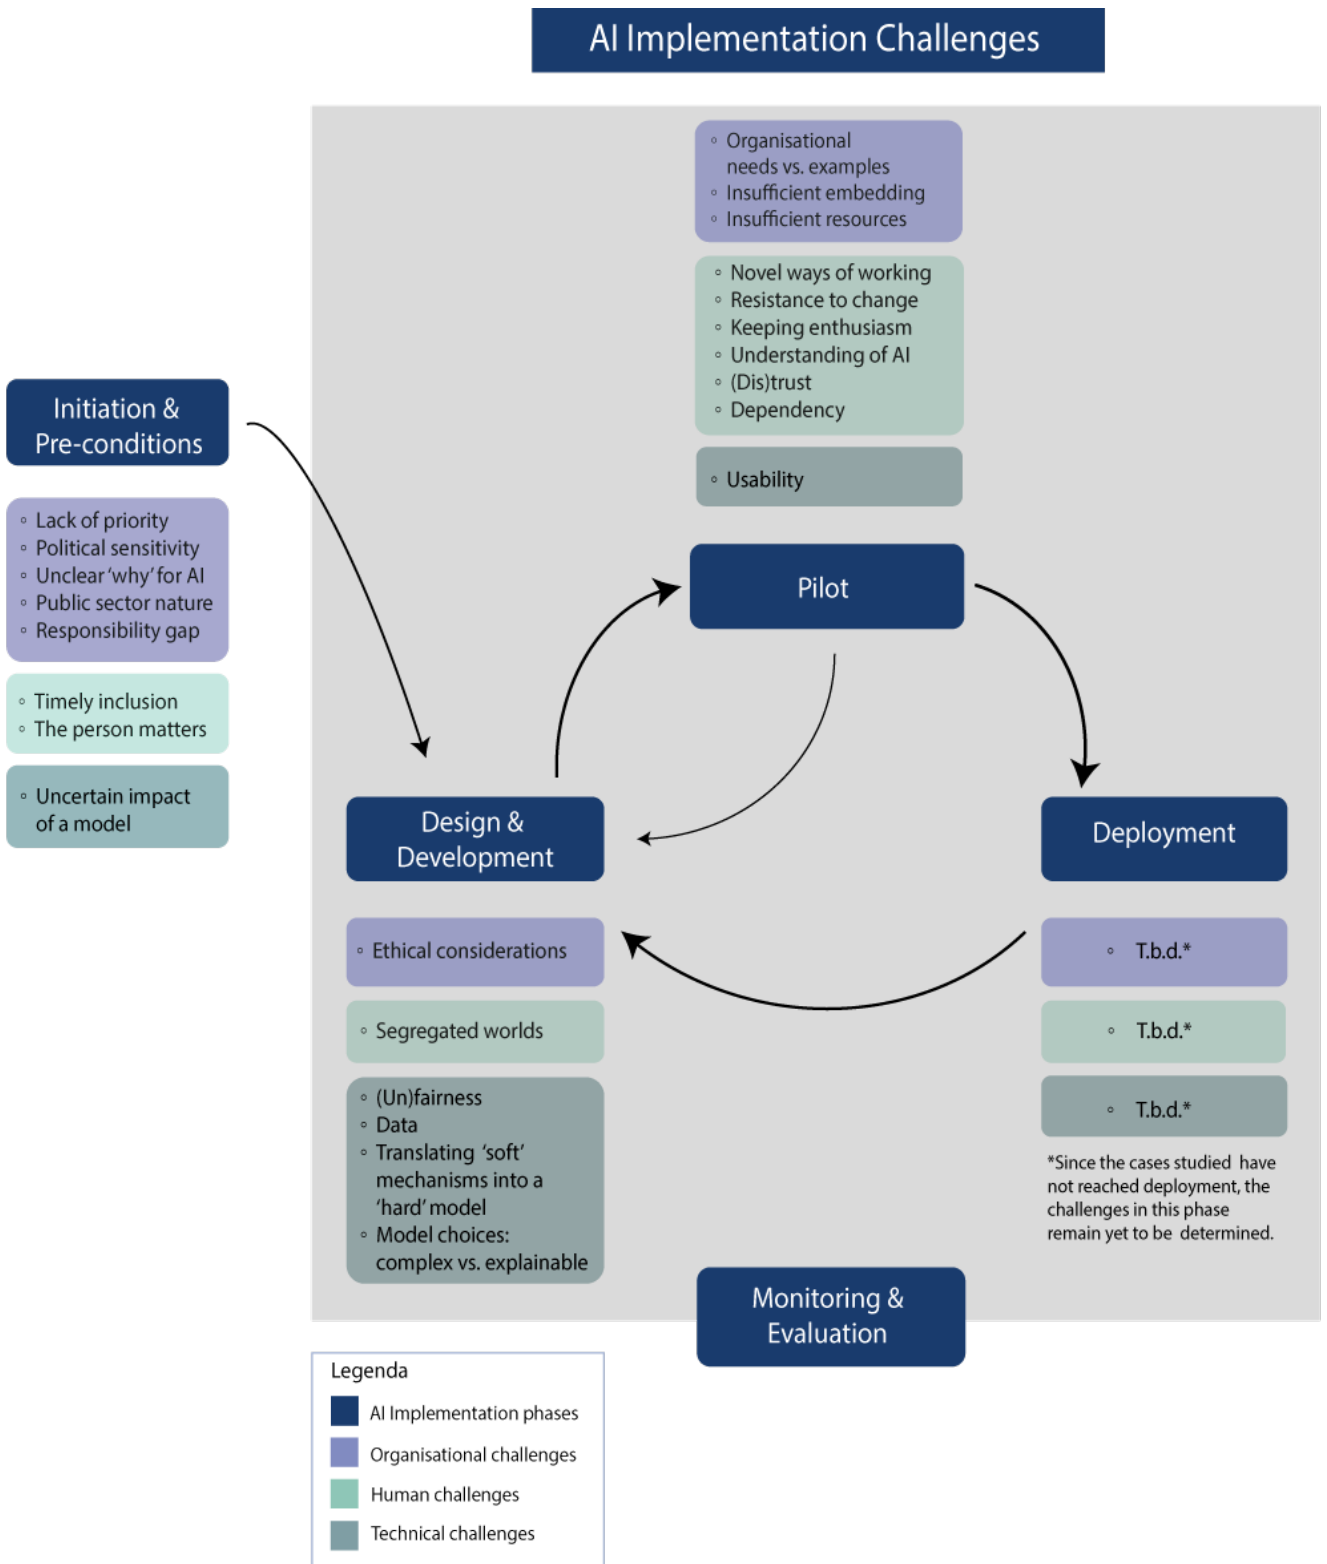 AI Implementation Challenges
◦ Organisational
needs vs. examples
◦ Insufficient embedding
◦ Insufficient resources
◦ Novel ways of working
◦ Resistance to change
◦ Keeping enthusiasm
◦ Understanding of AI
◦ (Dis)trust
◦ Dependency
◦ Usability
Pilot
Initiation &
Pre-conditions
◦ Lack of priority
◦ Political sensitivity
◦ Unclear ‘why’ for AI
◦ Public sector nature
◦ Responsibility gap
◦ Timely inclusion
◦ The person matters
◦ Uncertain impact
of a model
Design &
Development
◦ Ethical considerations
◦ Segregated worlds
◦ (Un)fairness
◦ Data
◦ Translating ‘soft’
mechanisms into a
‘hard’ model
◦ Model choices:
complex vs. explainable
Deployment
◦ T.b.d.*
◦ T.b.d.*
◦ T.b.d.*
*Since the cases studied have
not reached deployment, the
challenges in this phase
remain yet to be determined.
Monitoring &
Evaluation
Legenda
AI Implementation phases
Organisational challenges
Human challenges
Technical challenges